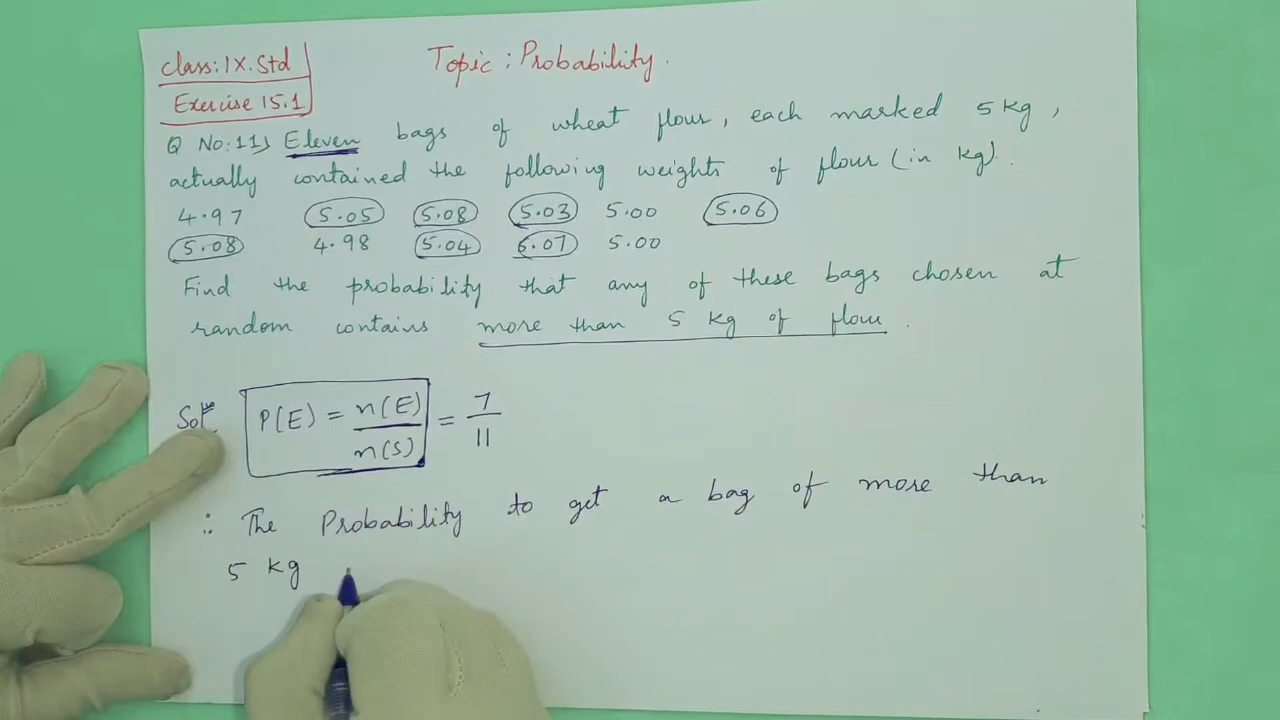 class: IX. Std
Topic: Probability.
Exercise 15.1
Q No: 11) Eleven bags of wheat flour, each marked 5 kg,
actually contained the following weights of flour (in kg).
4.97 5.05 5.08 5.03 5.00 5.06
5.08 4.98 5.04 5.07 5.00
Find the probability that any of these bags chosen at
random contains more than 5 kg of flour.
Soln P(E) = n(E) / n(S) = 7 / 11
∴ The Probability to get a bag of more than
5 kg